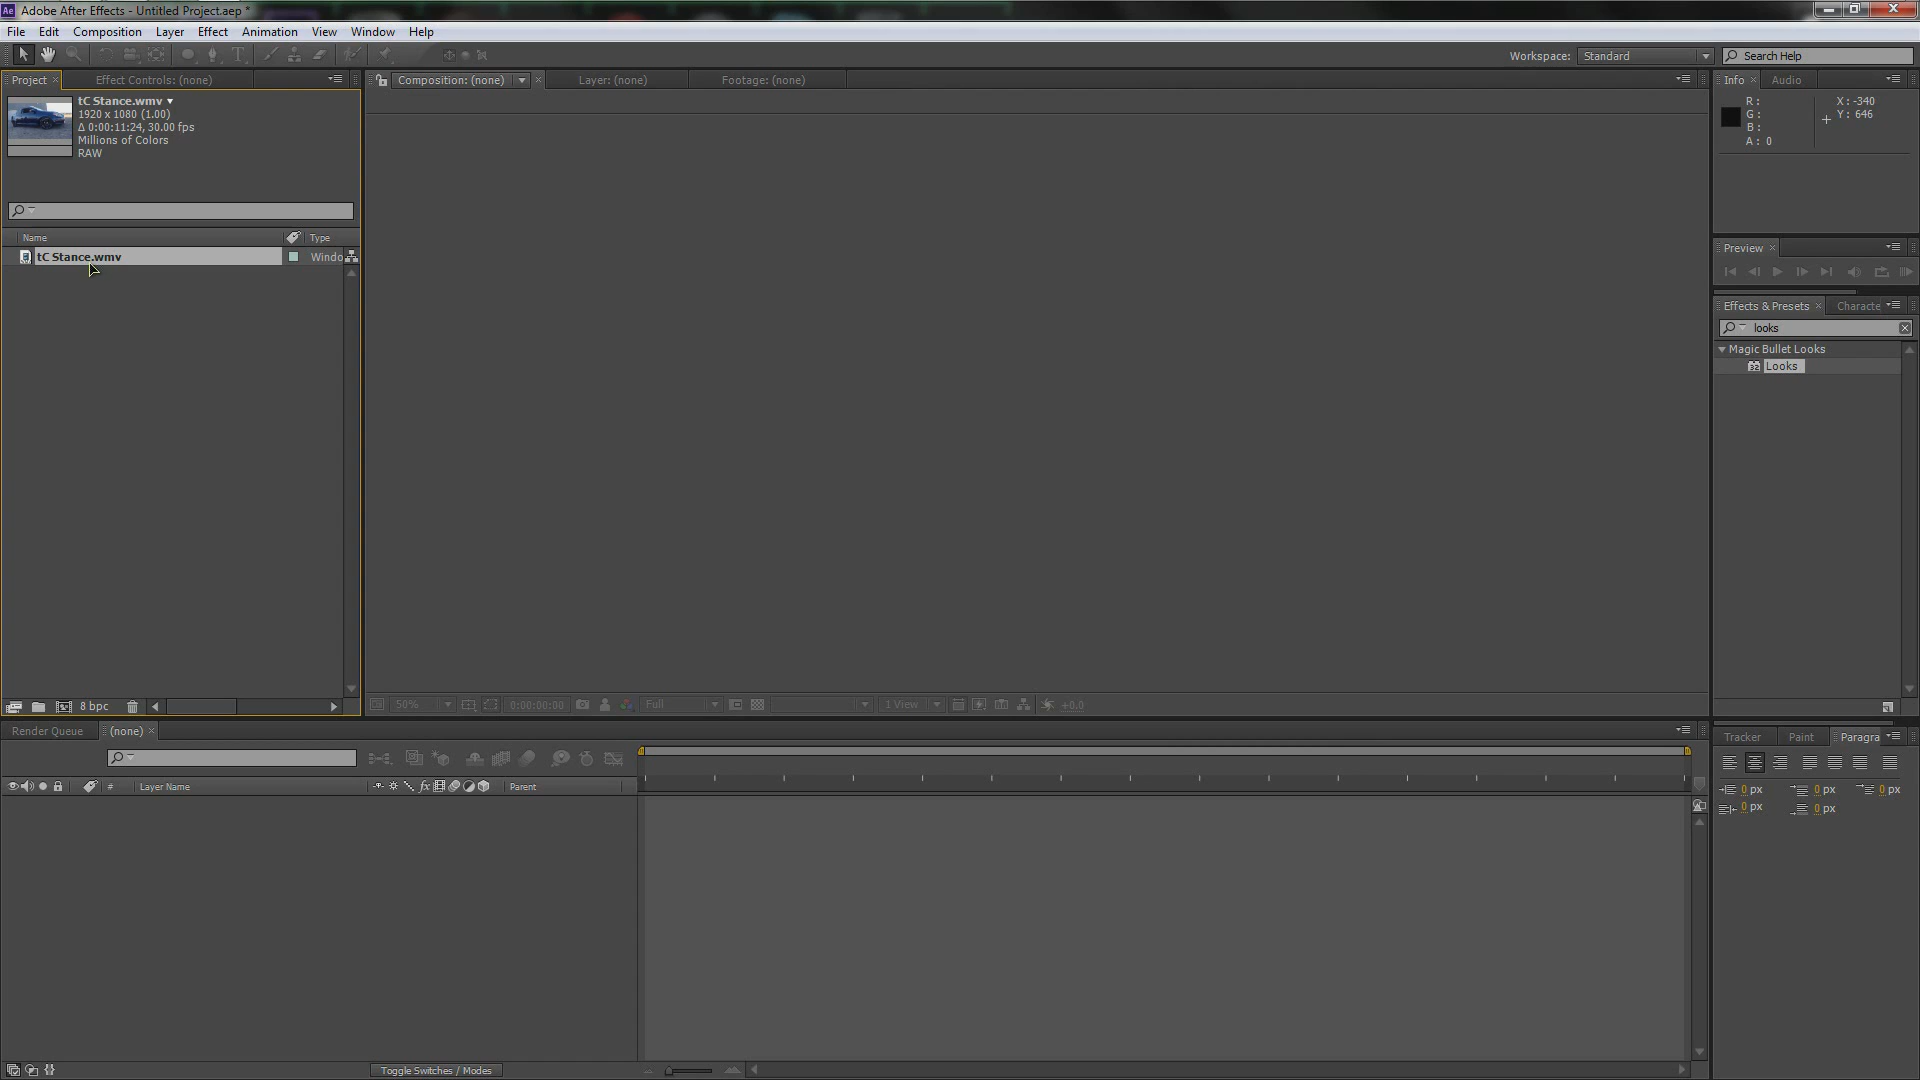 Ae Adobe After Effects - Untitled Project.aep *
File Edit Composition Layer Effect Animation View Window Help
T Workspace: Standard Search Help
Project Effect Controls: (none) Composition: (none) Layer: (none) Footage: (none) Info Audio
tC Stance.wmv
1920 x 1080 (1.00)
Δ 0:00:11:24, 30.00 fps
Millions of Colors
RAW
R :
G :
B :
A : 0
X : -340
Y : 646
Name Type
tC Stance.wmv Windo
Preview
Effects & Presets Characte
looks
Magic Bullet Looks
32 Looks
8 bpc
50% 0:00:00:00 Full 1 View +0.0
Render Queue (none)
# Layer Name fx Parent
Tracker Paint Paragra
0 px 0 px 0 px
0 px 0 px
Toggle Switches / Modes